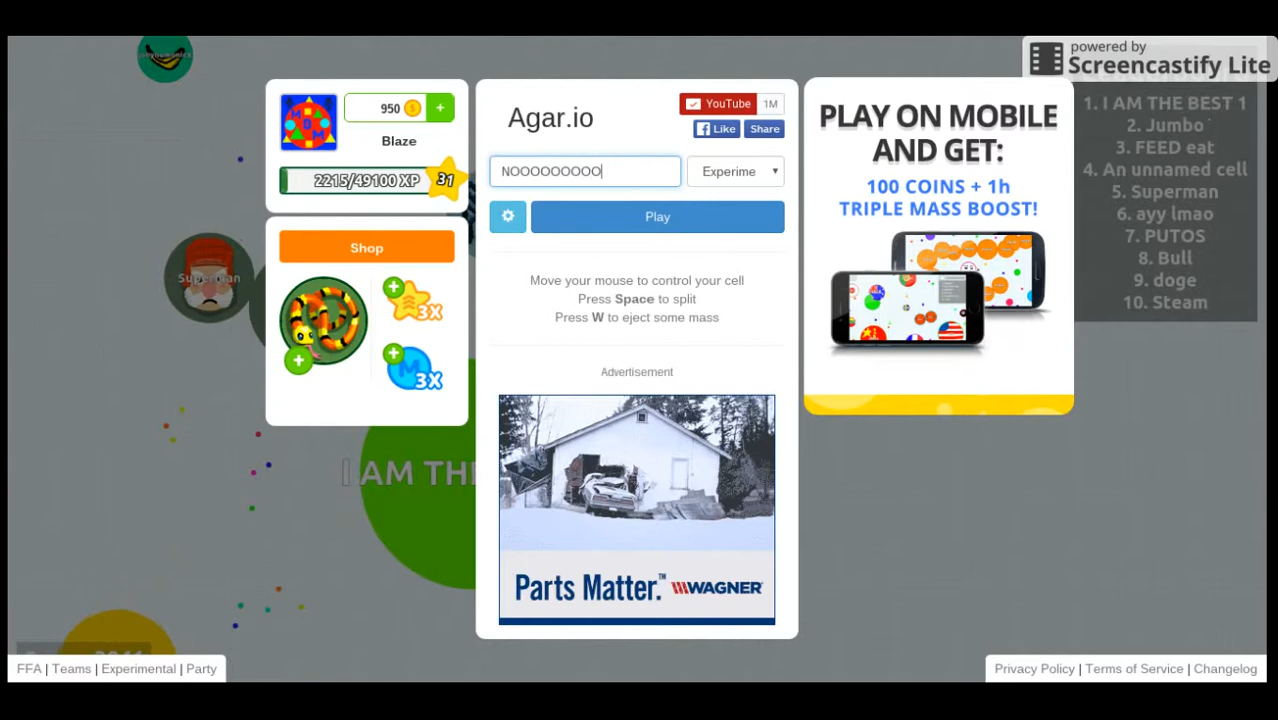 powered by
Screencastify Lite
950
+
Blaze
2215/49100 XP
31
Shop
3X
M
3X
Agar.io
YouTube
1M
Like
Share
NOOOOOOOOO
Experime
Play
Move your mouse to control your cell
Press Space to split
Press W to eject some mass
Advertisement
Parts Matter.™ WAGNER
PLAY ON MOBILE
AND GET:
100 COINS + 1h
TRIPLE MASS BOOST!
1. I AM THE BEST 1
2. Jumbo
3. FEED eat
4. An unnamed cell
5. Superman
6. ayy lmao
7. PUTOS
8. Bull
9. doge
10. Steam
Superman
I AM THE
FFA | Teams | Experimental | Party
Privacy Policy | Terms of Service | Changelog